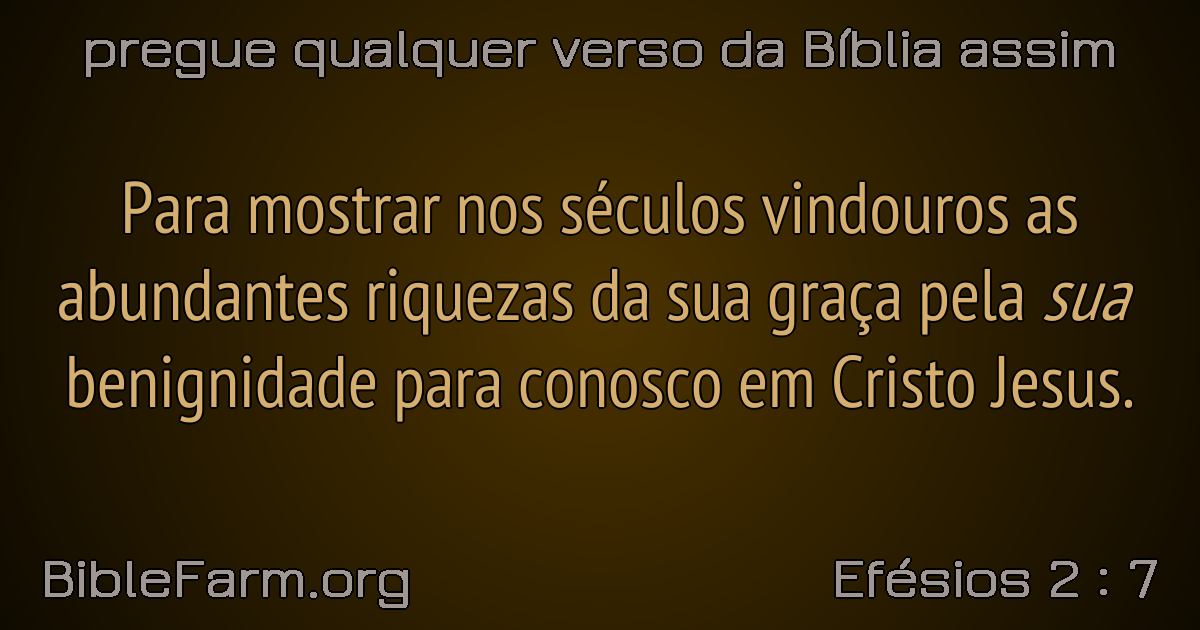 pregue qualquer verso da Bíblia assim
Para mostrar nos séculos vindouros as
abundantes riquezas da sua graça pela sua
benignidade para conosco em Cristo Jesus.
BibleFarm.org
Efésios 2 : 7